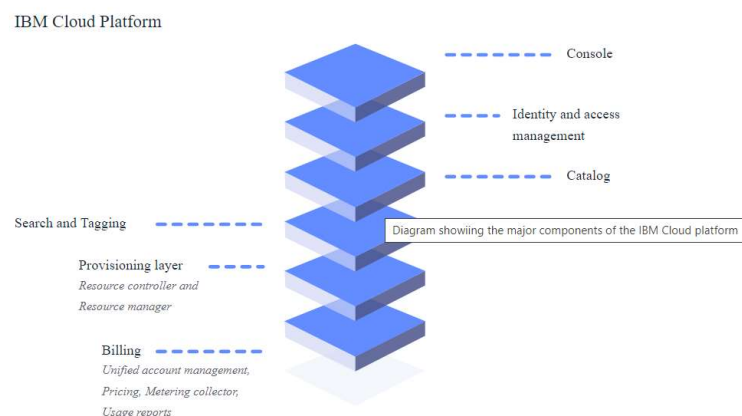 IBM Cloud Platform
Console
Identity and access
management
Catalog
Search and Tagging
Diagram showiing the major components of the IBM Cloud platform
Provisioning layer
Resource controller and
Resource manager
Billing
Unified account management,
Pricing, Metering collector,
Usage reports